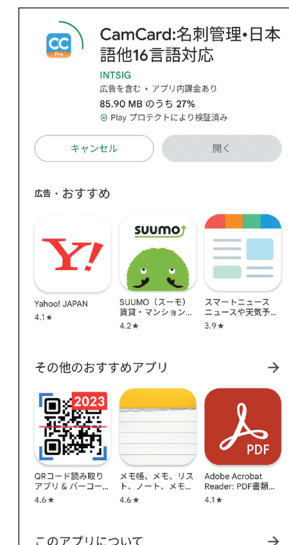 CC
Pro
CamCard:名刺管理•日本
語他16言語対応
INTSIG
広告を含む • アプリ内課金あり
85.90 MB のうち 27%
Play プロテクトにより検証済み
キャンセル
開く
広告・おすすめ
Y!
SUUMO
Yahoo! JAPAN
4.1★
SUUMO（スーモ）
賃貸・マンション...
4.2★
スマートニュース
ニュースや天気予...
3.9★
その他のおすすめアプリ
2023
PDF
QRコード読み取り
アプリ & バーコー...
4.6★
メモ帳、メモ、リス
ト、ノート、メモ...
4.6★
Adobe Acrobat
Reader: PDF書類...
4.1★
このアプリについて